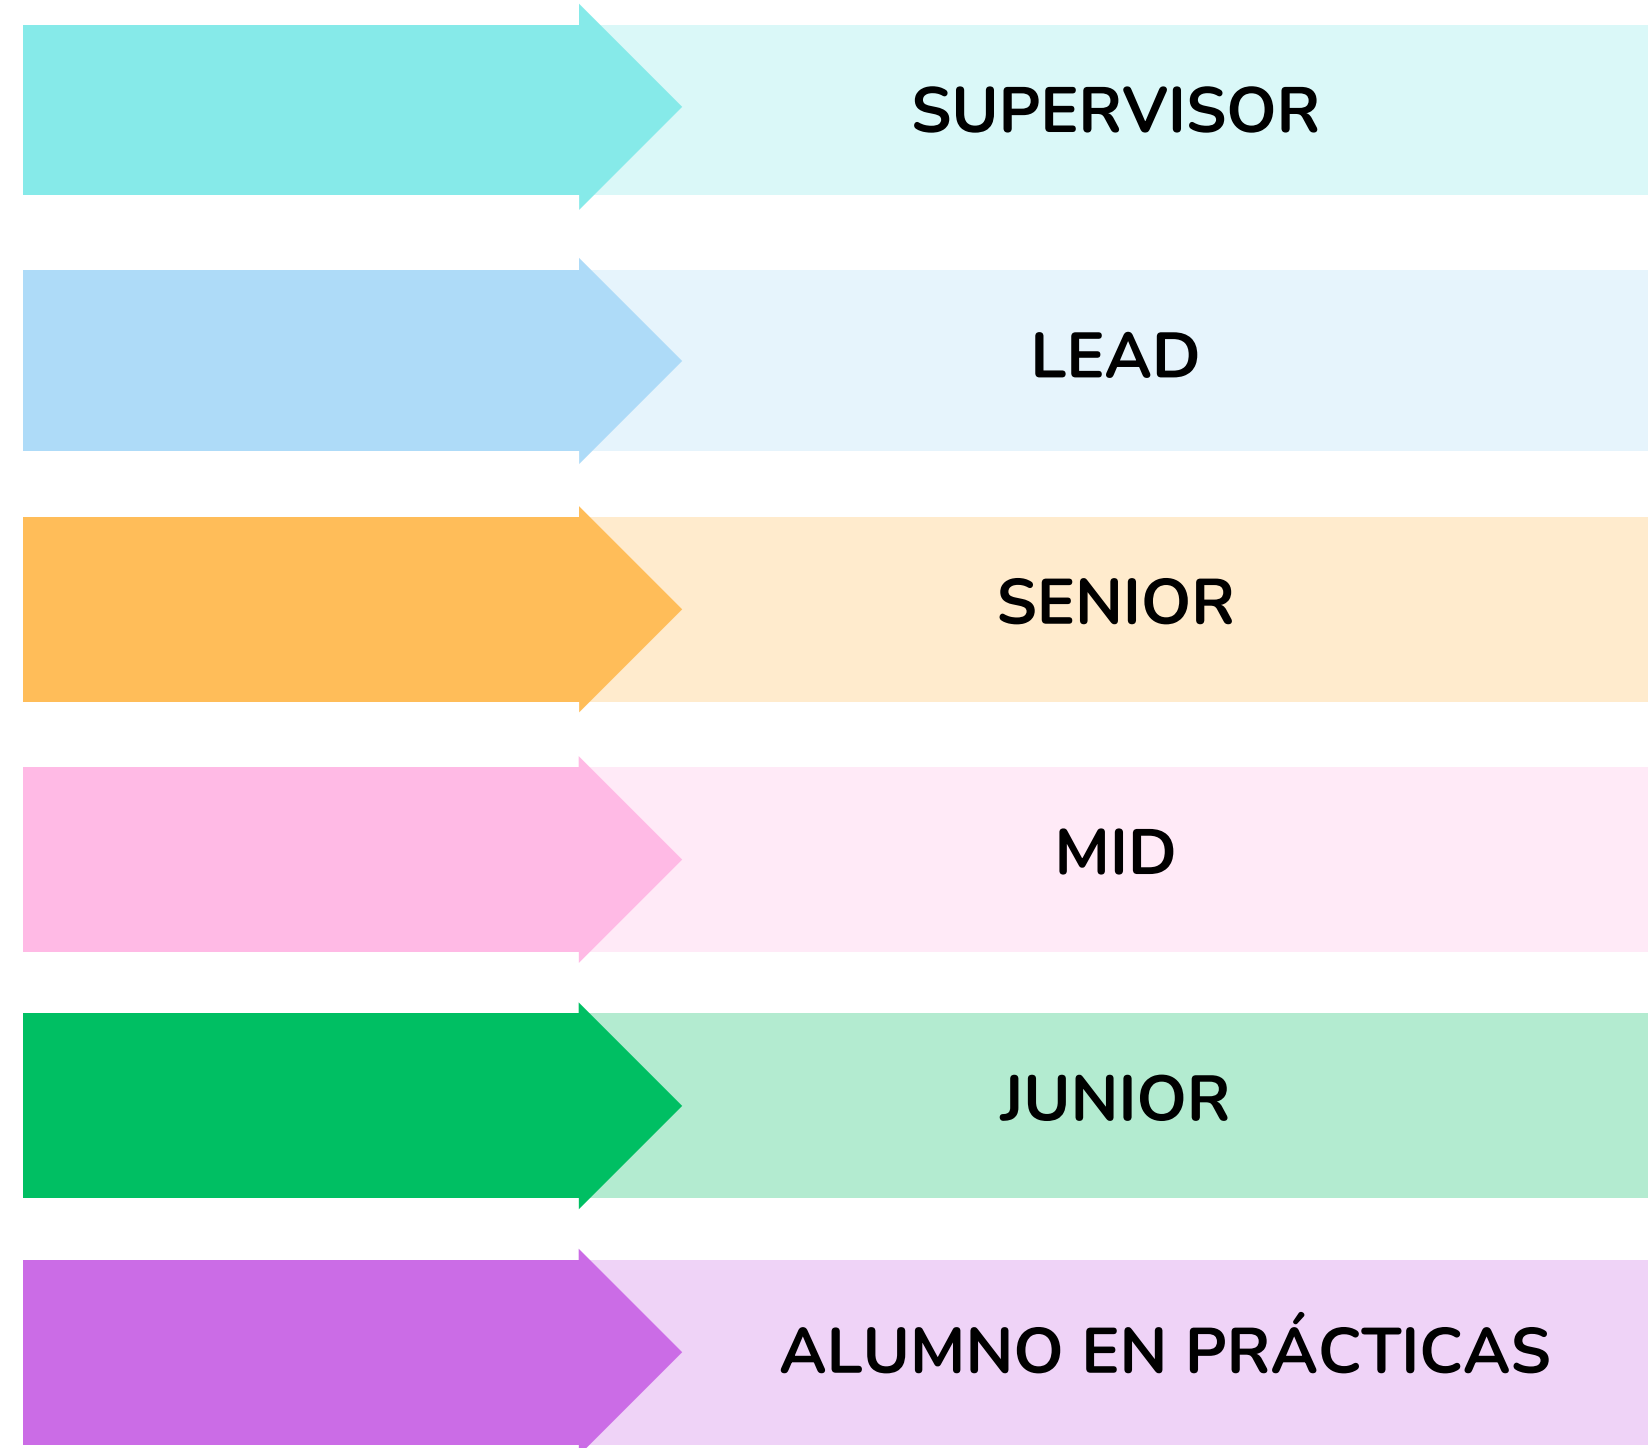 SUPERVISOR
LEAD
SENIOR
MID
JUNIOR
ALUMNO EN PRÁCTICAS